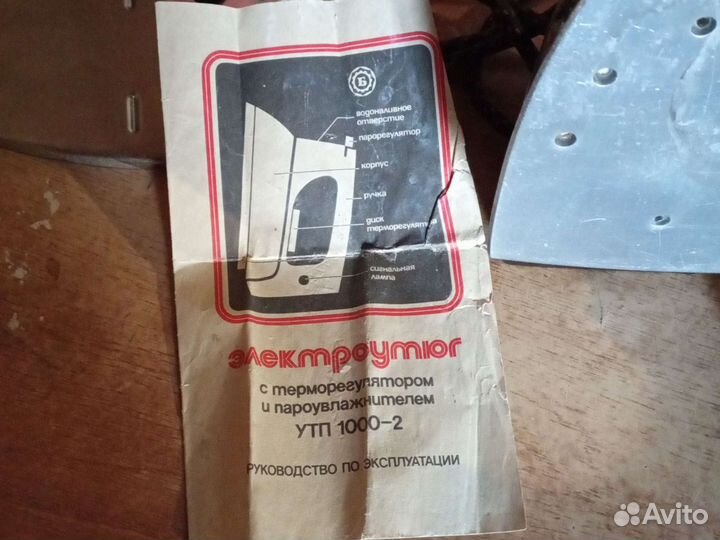 Б
водоналивное
отверстие
парорегулятор
корпус
ручка
диск
терморегулятора
сигнальная
лампа
электроутюг
с терморегулятором
и пароувлажнителем
УТП 1000-2
РУКОВОДСТВО ПО ЭКСПЛУАТАЦИИ
Avito